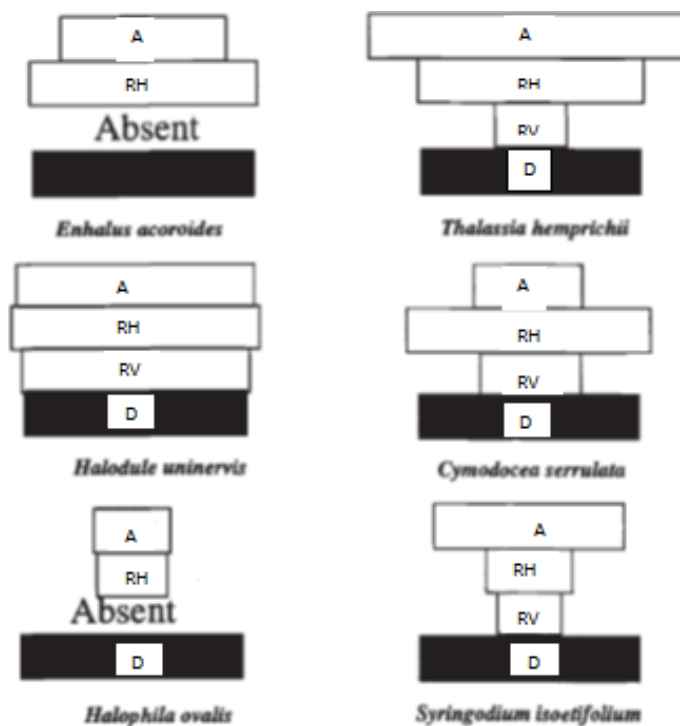 A
RH
Absent
Enhalus acoroides
A
RH
RV
D
Thalassia hemprichii
A
RH
RV
D
Halodule uninervis
A
RH
RV
D
Cymodocea serrulata
A
RH
Absent
D
Halophila ovalis
A
RH
RV
D
Syringodium isoetifolium